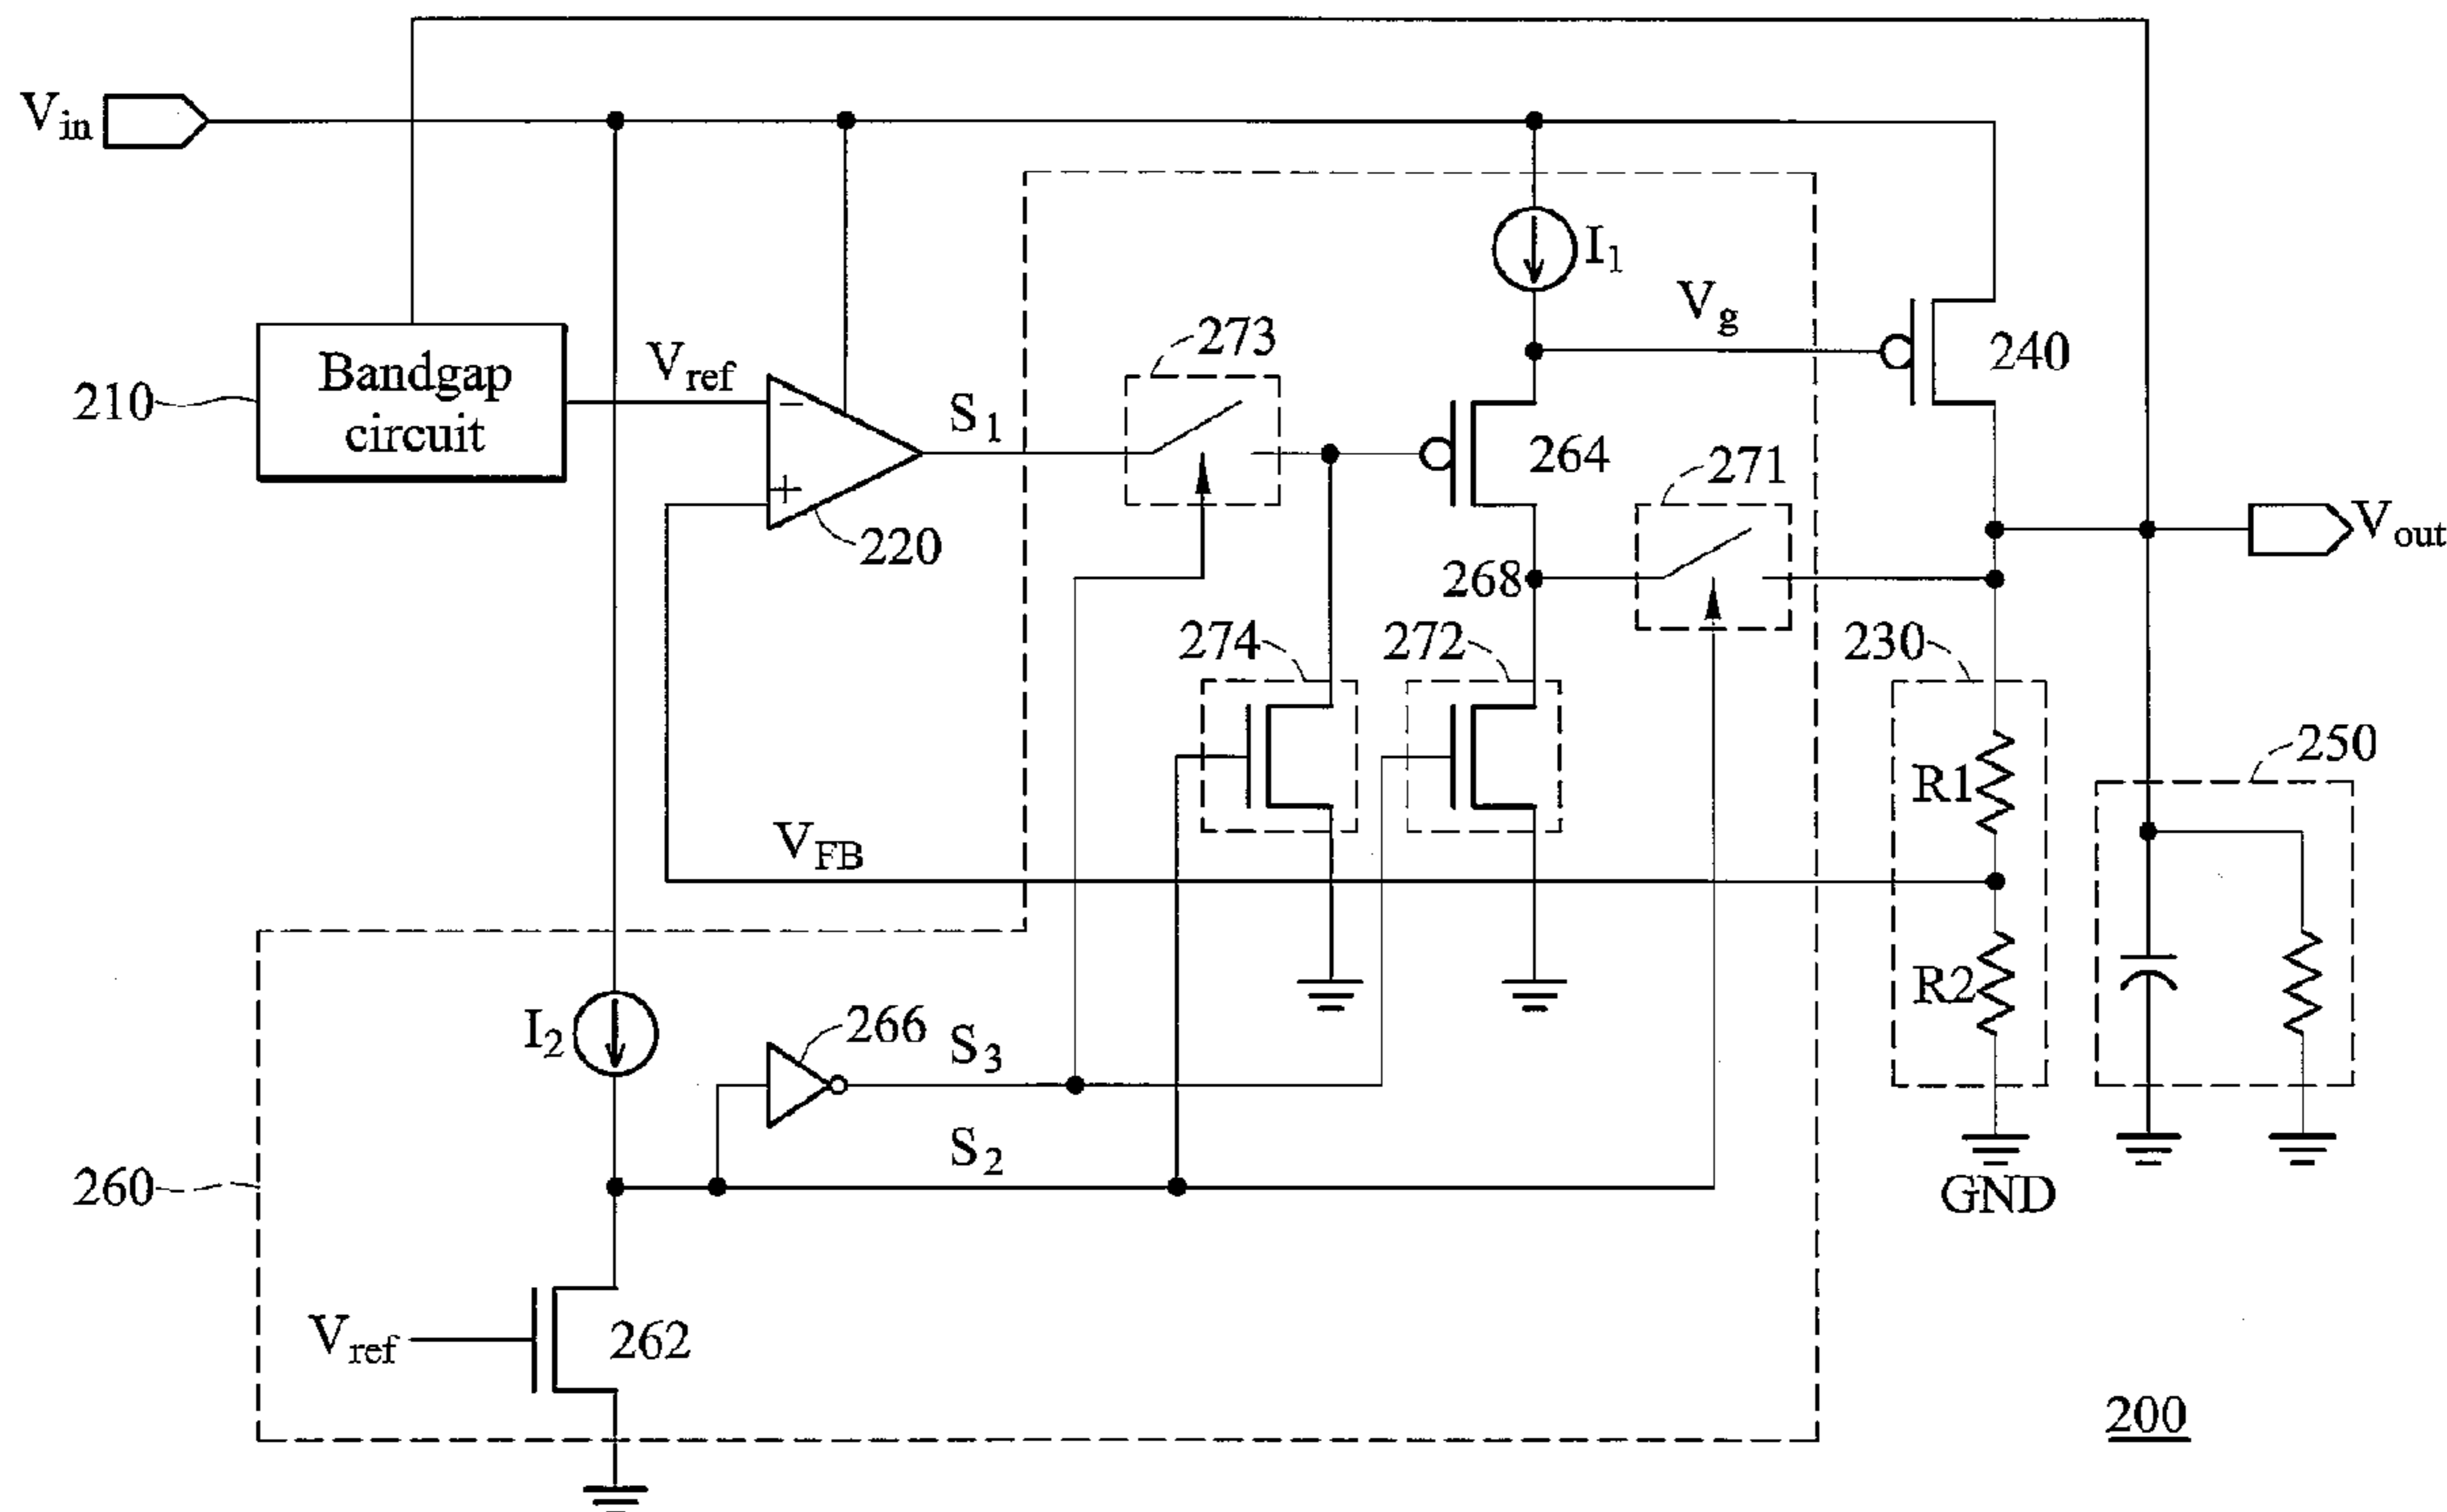 Vin
I1
Vg
273
240
Vref
Bandgap
circuit
210
S1
264
271
Vout
220
268
274
272
230
250
R1
VFB
R2
I2
266
S3
S2
260
GND
Vref
262
200